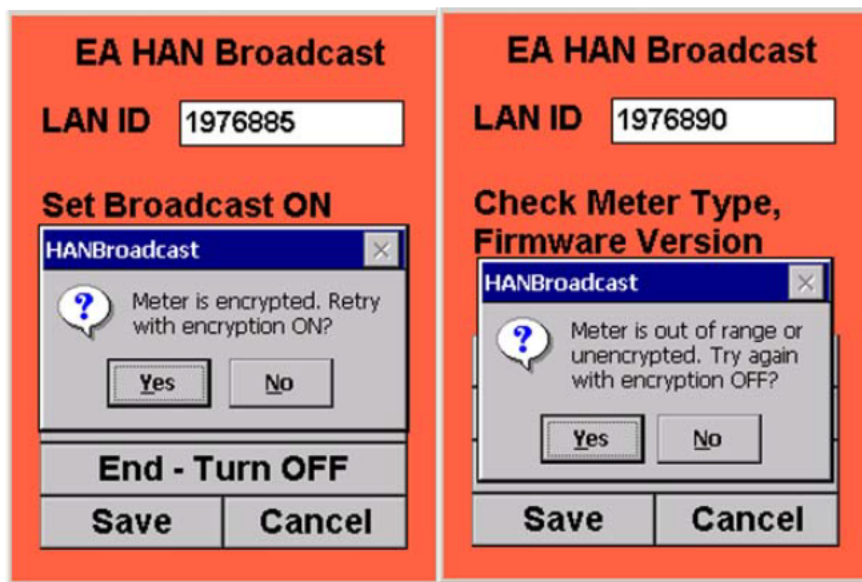 EA HAN Broadcast
LAN ID 1976885
Set Broadcast ON
HANBroadcast
Meter is encrypted. Retry
with encryption ON?
Yes No
End - Turn OFF
Save Cancel
EA HAN Broadcast
LAN ID 1976890
Check Meter Type,
Firmware Version
HANBroadcast
Meter is out of range or
unencrypted. Try again
with encryption OFF?
Yes No
Save Cancel